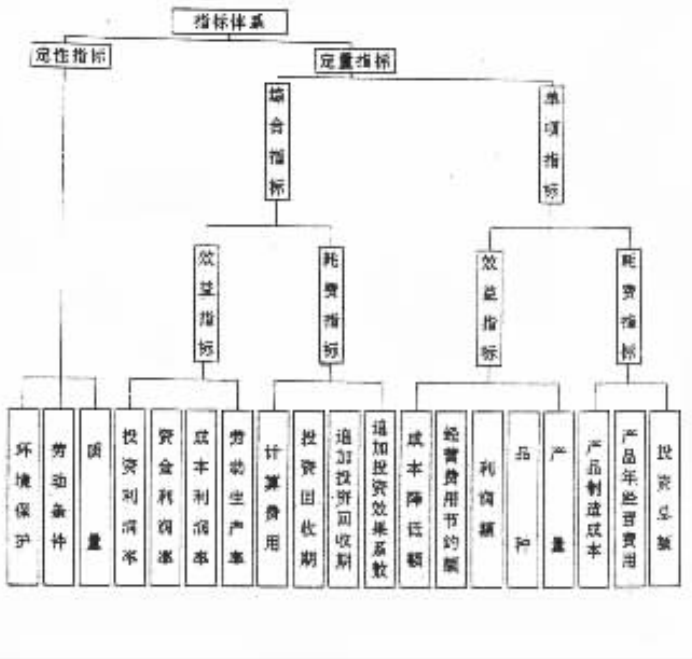 指标体系
定性指标
定量指标
综合指标
单项指标
效益指标
耗费指标
效益指标
耗费指标
环境保护
劳动条件
质量
投资利润率
资金利润率
成本利润率
劳动生产率
计算费用
投资回收期
追加投资回收期
追加投资效果系数
成本降低额
经营费用节约额
利润额
品种
产量
产品制造成本
产品年经营费用
投资总额